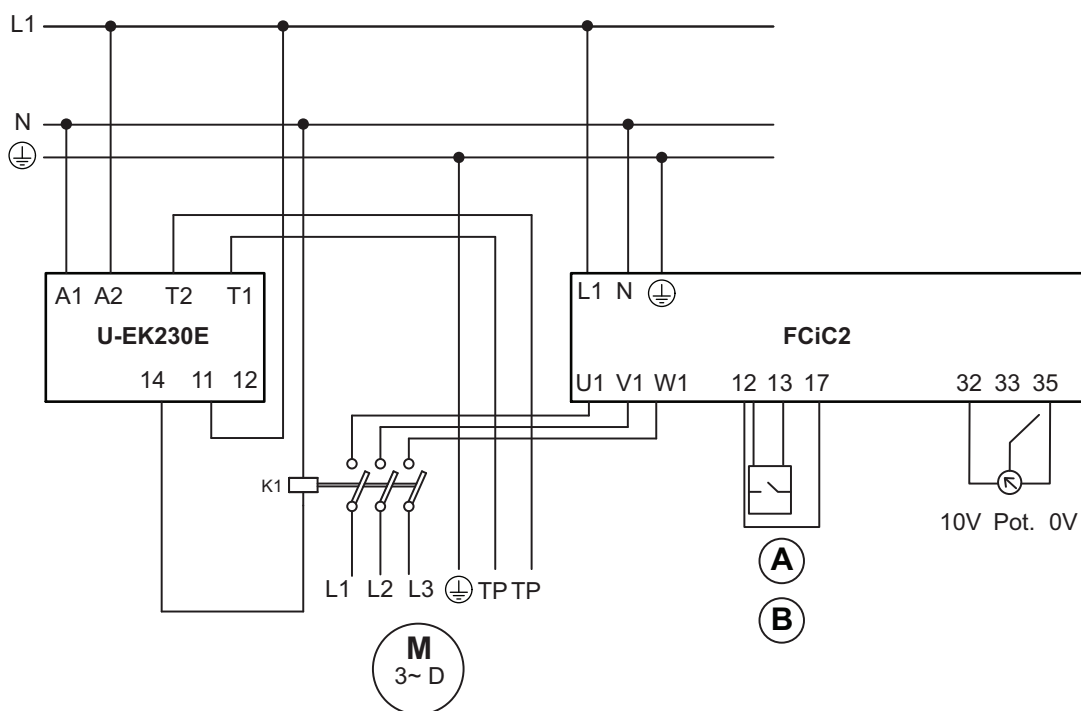 L1
N
A1 A2 T2 T1
U-EK230E
14 11 12
L1 N
FCiC2
U1 V1 W1 12 13 17 32 33 35
K1
10V Pot. 0V
A
L1 L2 L3 TP TP
B
M
3~ D